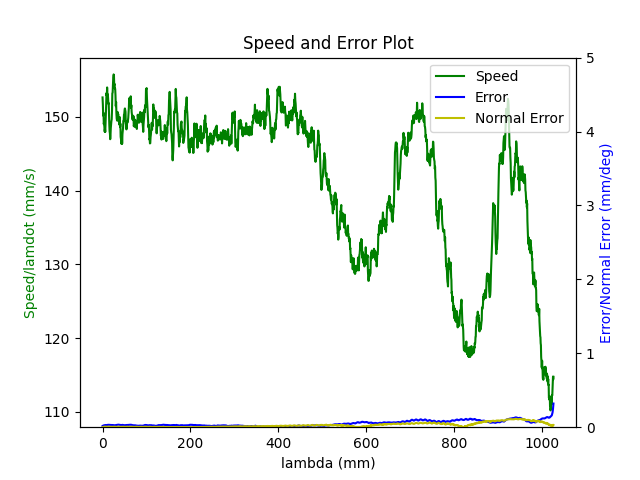 Speed and Error Plot
Speed
Error
Normal Error
Speed/lamdot (mm/s)
150
140
130
120
110
5
4
3
2
1
0
Error/Normal Error (mm/deg)
0 200 400 600 800 1000
lambda (mm)